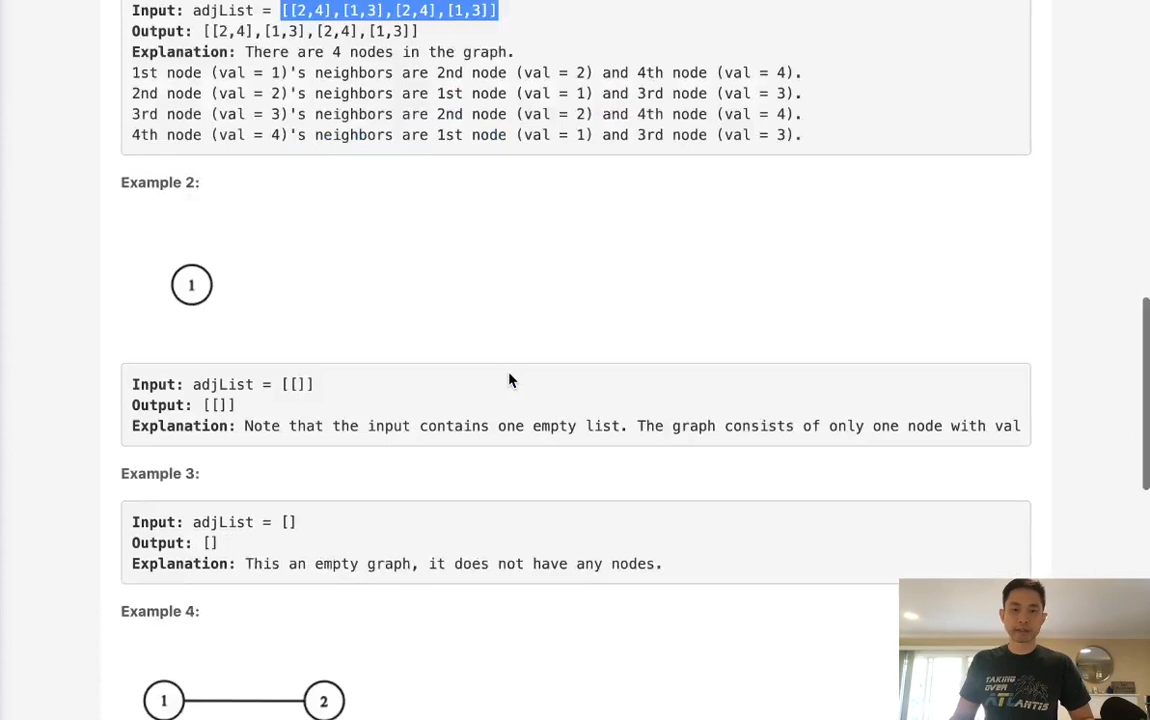 Input: adjList = [[2,4],[1,3],[2,4],[1,3]]
Output: [[2,4],[1,3],[2,4],[1,3]]
Explanation: There are 4 nodes in the graph.
1st node (val = 1)'s neighbors are 2nd node (val = 2) and 4th node (val = 4).
2nd node (val = 2)'s neighbors are 1st node (val = 1) and 3rd node (val = 3).
3rd node (val = 3)'s neighbors are 2nd node (val = 2) and 4th node (val = 4).
4th node (val = 4)'s neighbors are 1st node (val = 1) and 3rd node (val = 3).
Example 2:
1
Input: adjList = [[]]
Output: [[]]
Explanation: Note that the input contains one empty list. The graph consists of only one node with val
Example 3:
Input: adjList = []
Output: []
Explanation: This an empty graph, it does not have any nodes.
Example 4:
1 2
TAKING
OVER
ATLANTIS